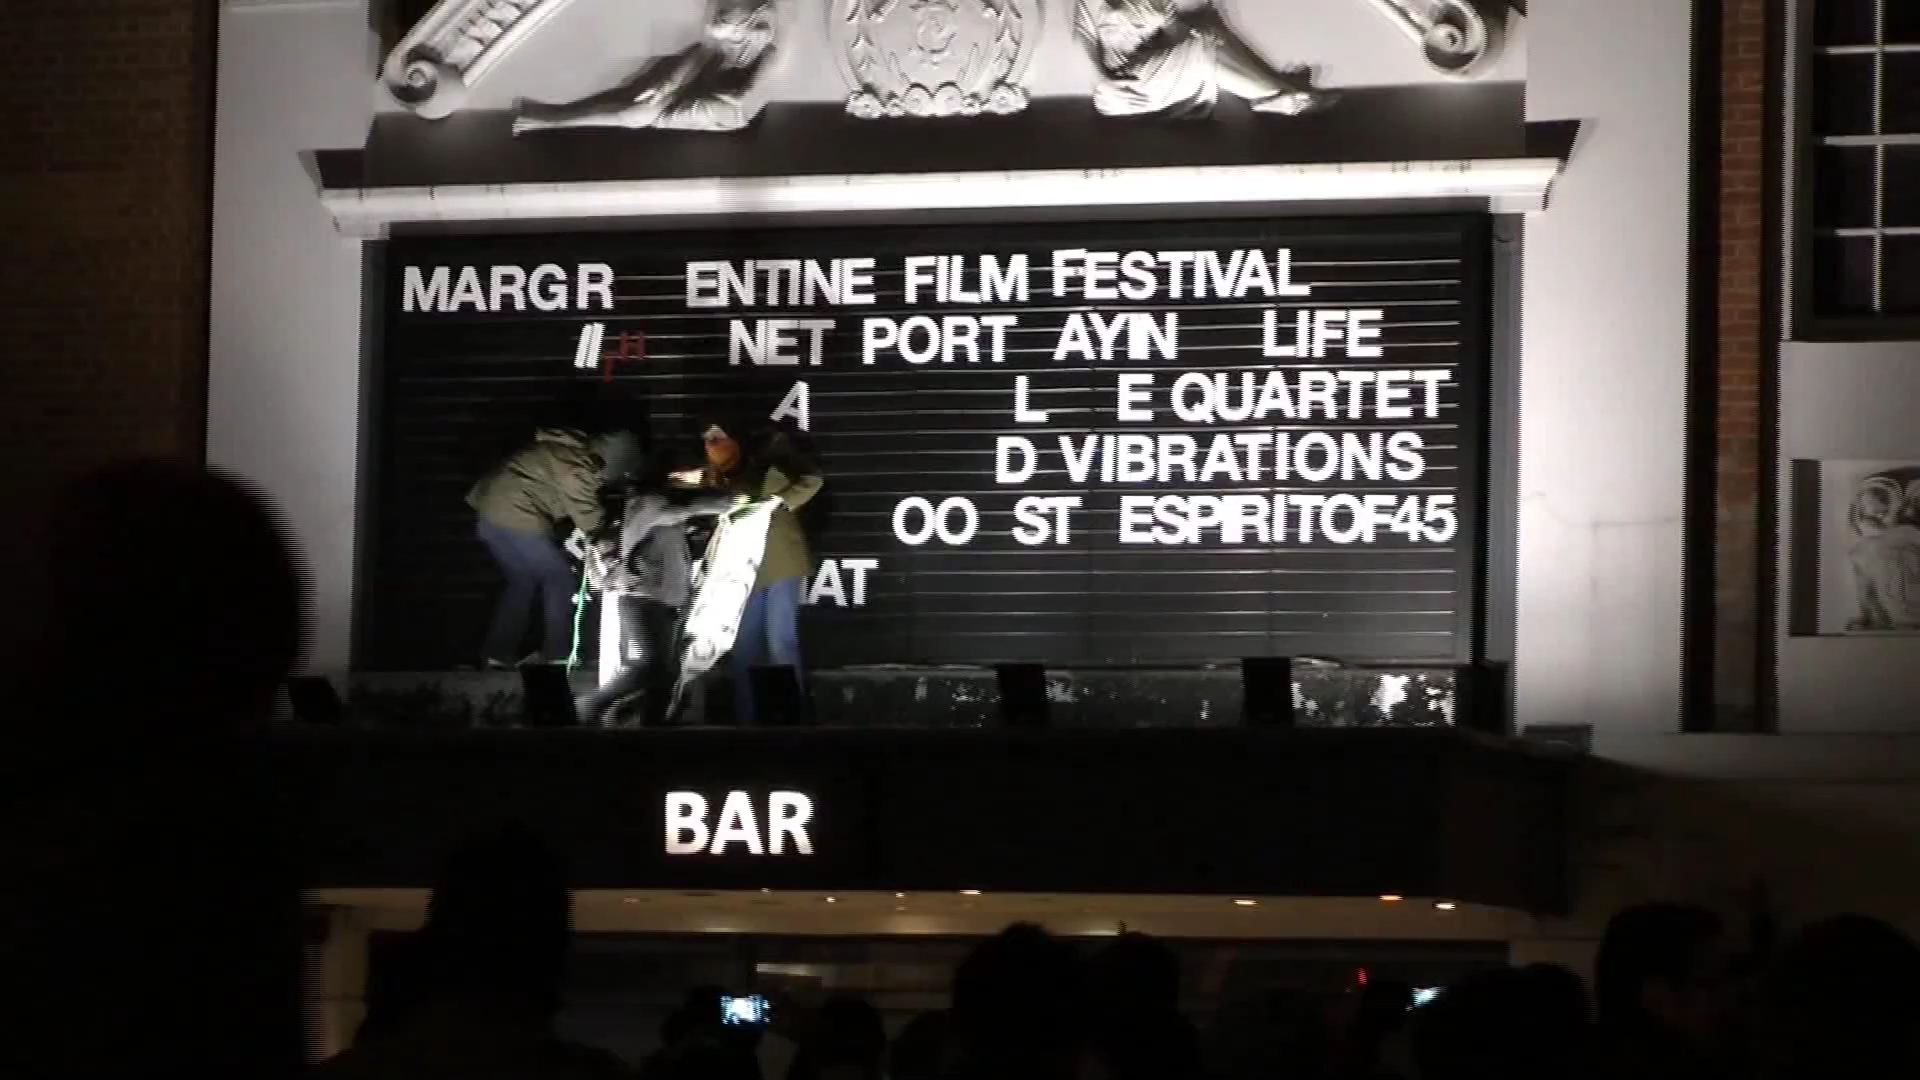 MARGR ENTINE FILM FESTIVAL
H NET PORT AYIN LIFE
A L E QUARTET
D VIBRATIONS
OO ST ESPIRITOF45
AT
BAR